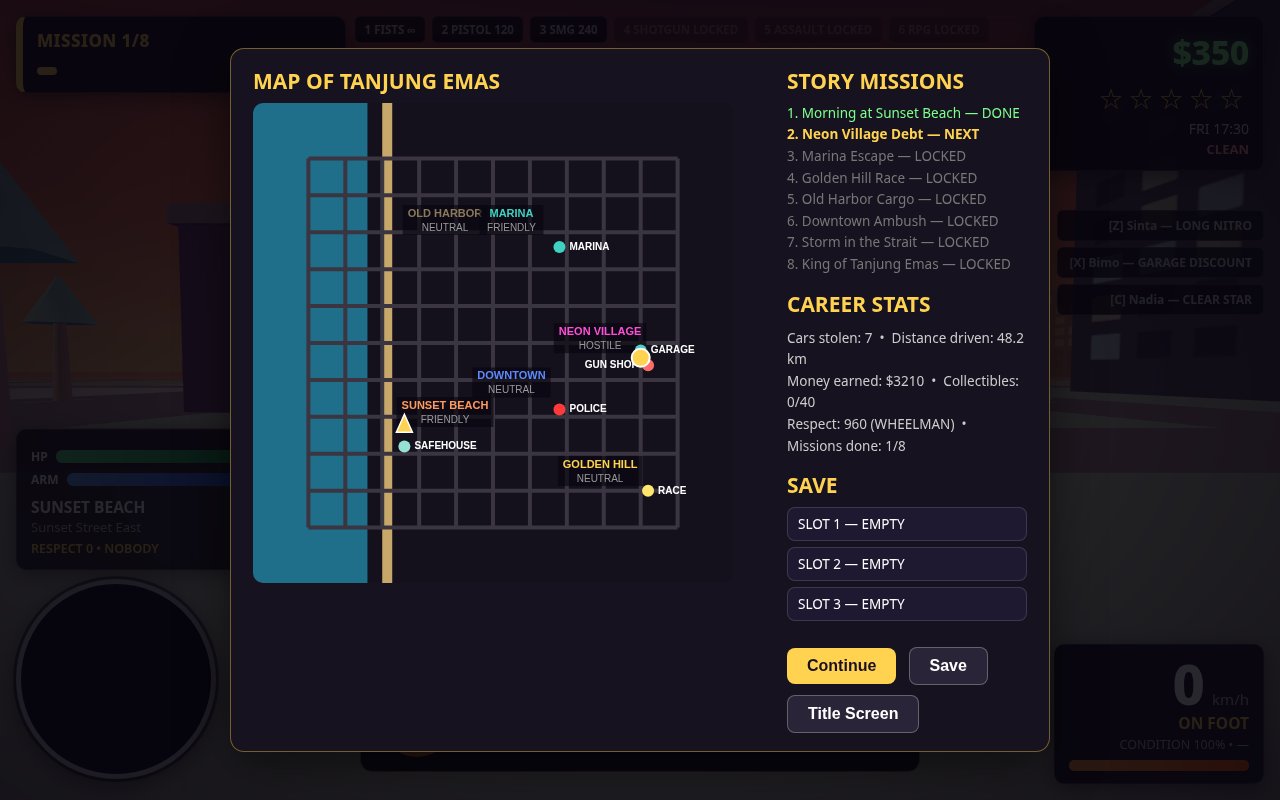 MISSION 1/8
1 FISTS ∞
2 PISTOL 120
3 SMG 240
4 SHOTGUN LOCKED
5 ASSAULT LOCKED
6 RPG LOCKED
$350
☆ ☆ ☆ ☆ ☆
FRI 17:30
CLEAN
[Z] Sinta — LONG NITRO
[X] Bimo — GARAGE DISCOUNT
[C] Nadia — CLEAR STAR
MAP OF TANJUNG EMAS
OLD HARBOR
NEUTRAL
MARINA
FRIENDLY
MARINA
NEON VILLAGE
HOSTILE
GARAGE
GUN SHOP
DOWNTOWN
NEUTRAL
SUNSET BEACH
FRIENDLY
POLICE
SAFEHOUSE
GOLDEN HILL
NEUTRAL
RACE
STORY MISSIONS
1. Morning at Sunset Beach — DONE
2. Neon Village Debt — NEXT
3. Marina Escape — LOCKED
4. Golden Hill Race — LOCKED
5. Old Harbor Cargo — LOCKED
6. Downtown Ambush — LOCKED
7. Storm in the Strait — LOCKED
8. King of Tanjung Emas — LOCKED
CAREER STATS
Cars stolen: 7 • Distance driven: 48.2
km
Money earned: $3210 • Collectibles:
0/40
Respect: 960 (WHEELMAN) •
Missions done: 1/8
SAVE
SLOT 1 — EMPTY
SLOT 2 — EMPTY
SLOT 3 — EMPTY
Continue
Save
Title Screen
HP
ARM
SUNSET BEACH
Sunset Street East
RESPECT 0 • NOBODY
0 km/h
ON FOOT
CONDITION 100% • —